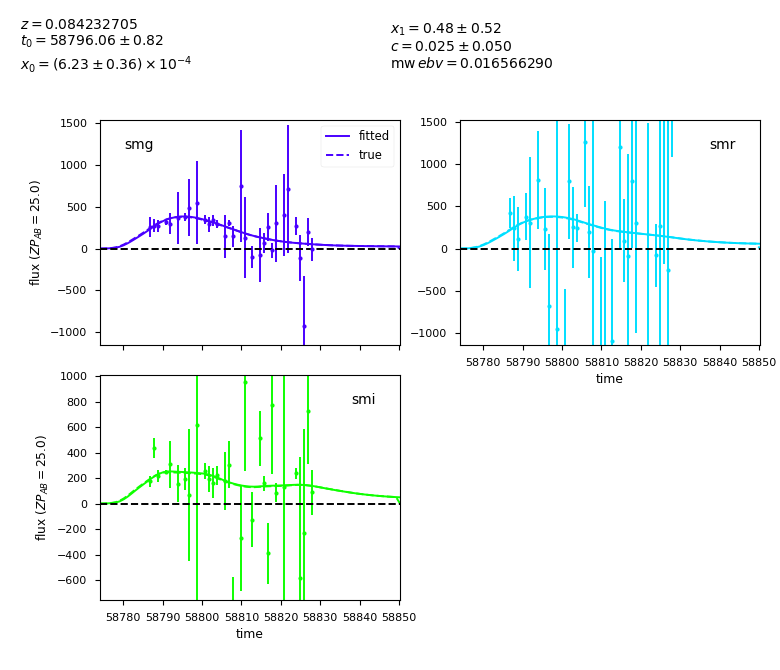 z = 0.084232705
t₀ = 58796.06 ± 0.82
x₀ = (6.23 ± 0.36) × 10⁻⁴
x₁ = 0.48 ± 0.52
c = 0.025 ± 0.050
mw ebv = 0.016566290
smg
fitted
true
1500
1000
500
0
−500
−1000
flux (ZP_AB = 25.0)
smr
1500
1000
500
0
−500
−1000
58780 58790 58800 58810 58820 58830 58840 58850
time
smi
1000
800
600
400
200
0
−200
−400
−600
flux (ZP_AB = 25.0)
58780 58790 58800 58810 58820 58830 58840 58850
time